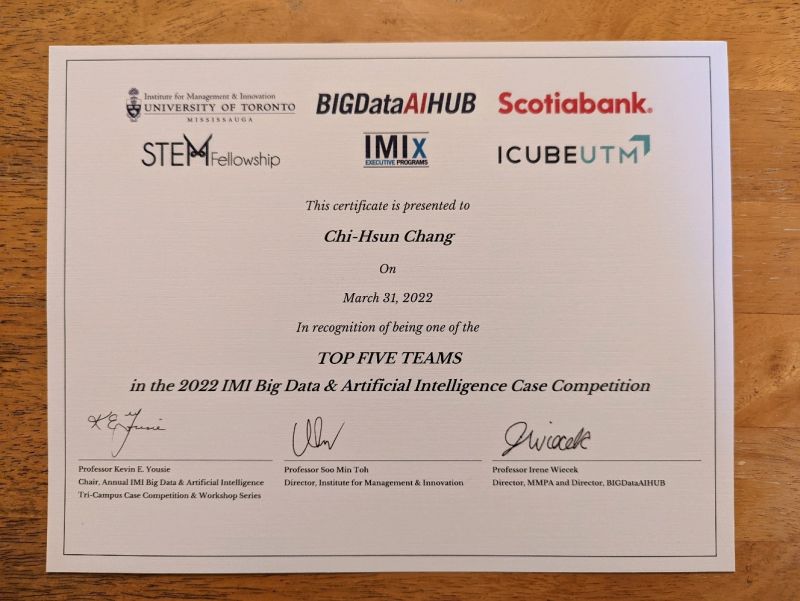 Institute for Management & Innovation
UNIVERSITY OF TORONTO
MISSISSAUGA
BIGDataAIHUB
Scotiabank®
STEMFellowship
IMIx
EXECUTIVE PROGRAMS
ICUBEUTM
This certificate is presented to
Chi-Hsun Chang
On
March 31, 2022
In recognition of being one of the
TOP FIVE TEAMS
in the 2022 IMI Big Data & Artificial Intelligence Case Competition
K E Yousie
JWiecek
Professor Kevin E. Yousie
Chair, Annual IMI Big Data & Artificial Intelligence
Tri-Campus Case Competition & Workshop Series
Professor Soo Min Toh
Director, Institute for Management & Innovation
Professor Irene Wiecek
Director, MMPA and Director, BIGDataAIHUB